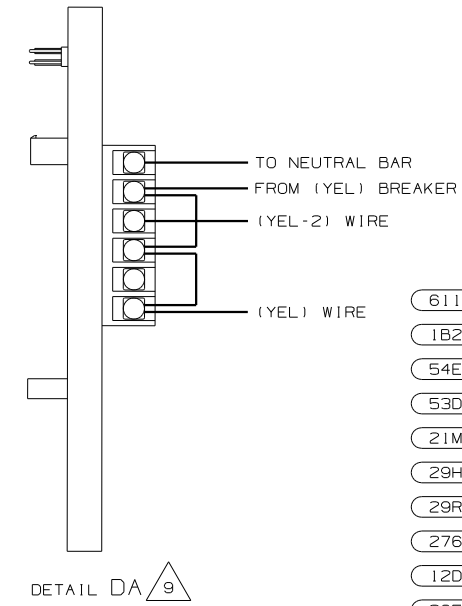 TO NEUTRAL BAR
FROM (YEL) BREAKER
(YEL-2) WIRE
(YEL) WIRE
611
1B2
54E
53D
21M
29H
29R
276
12D
DETAIL DA 9